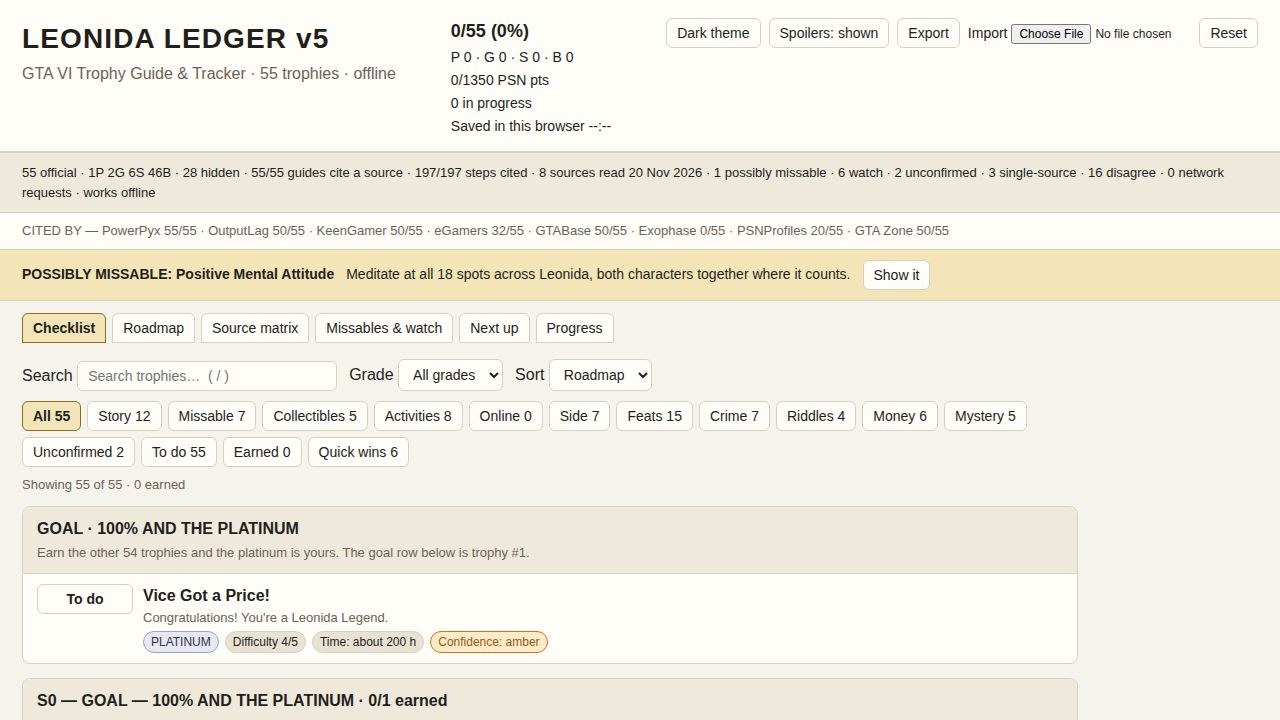 LEONIDA LEDGER v5
GTA VI Trophy Guide & Tracker · 55 trophies · offline
0/55 (0%)
P 0 · G 0 · S 0 · B 0
0/1350 PSN pts
0 in progress
Saved in this browser --:--
Dark theme
Spoilers: shown
Export
Import Choose File No file chosen
Reset
55 official · 1P 2G 6S 46B · 28 hidden · 55/55 guides cite a source · 197/197 steps cited · 8 sources read 20 Nov 2026 · 1 possibly missable · 6 watch · 2 unconfirmed · 3 single-source · 16 disagree · 0 network
requests · works offline
CITED BY — PowerPyx 55/55 · OutputLag 50/55 · KeenGamer 50/55 · eGamers 32/55 · GTABase 50/55 · Exophase 0/55 · PSNProfiles 20/55 · GTA Zone 50/55
POSSIBLY MISSABLE: Positive Mental Attitude Meditate at all 18 spots across Leonida, both characters together where it counts. Show it
Checklist
Roadmap
Source matrix
Missables & watch
Next up
Progress
Search Search trophies… ( / ) Grade All grades Sort Roadmap
All 55
Story 12
Missable 7
Collectibles 5
Activities 8
Online 0
Side 7
Feats 15
Crime 7
Riddles 4
Money 6
Mystery 5
Unconfirmed 2
To do 55
Earned 0
Quick wins 6
Showing 55 of 55 · 0 earned
GOAL · 100% AND THE PLATINUM
Earn the other 54 trophies and the platinum is yours. The goal row below is trophy #1.
To do
Vice Got a Price!
Congratulations! You're a Leonida Legend.
PLATINUM
Difficulty 4/5
Time: about 200 h
Confidence: amber
S0 — GOAL — 100% AND THE PLATINUM · 0/1 earned